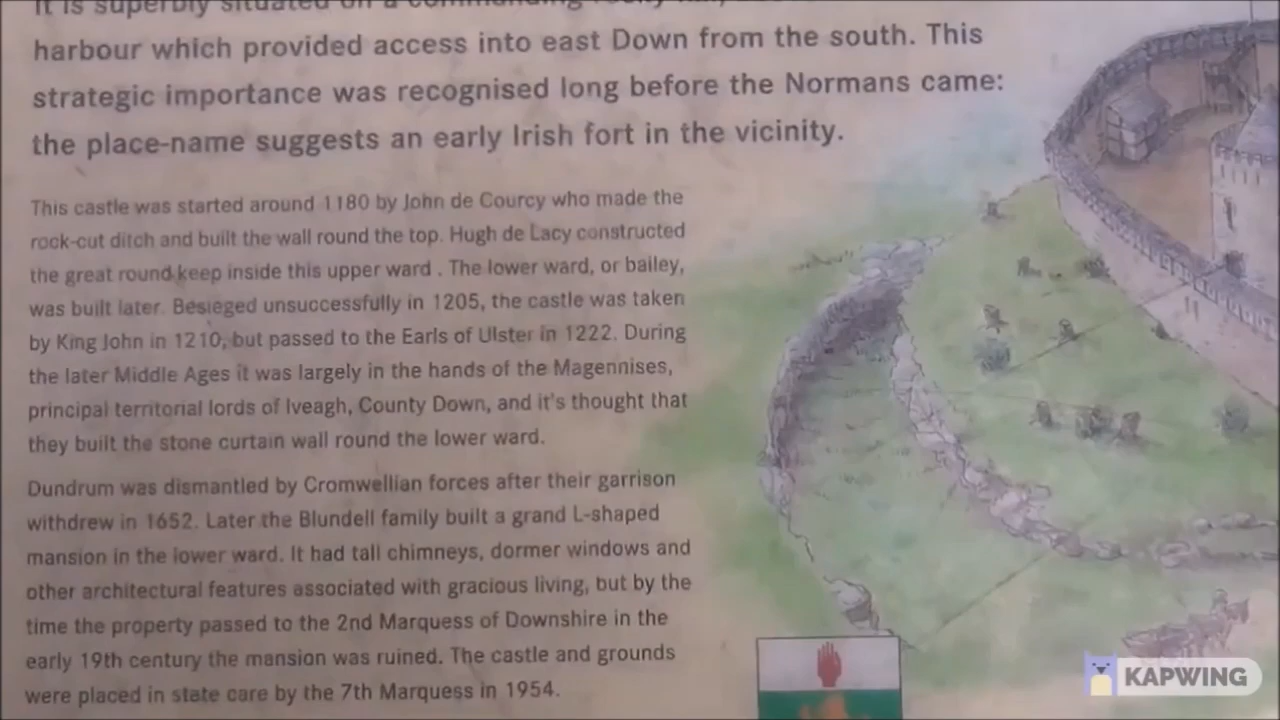 It is superbly situated on a commanding rocky hill,
harbour which provided access into east Down from the south. This
strategic importance was recognised long before the Normans came:
the place-name suggests an early Irish fort in the vicinity.
This castle was started around 1180 by John de Courcy who made the
rock-cut ditch and built the wall round the top. Hugh de Lacy constructed
the great round keep inside this upper ward . The lower ward, or bailey,
was built later. Besieged unsuccessfully in 1205, the castle was taken
by King John in 1210, but passed to the Earls of Ulster in 1222. During
the later Middle Ages it was largely in the hands of the Magennises,
principal territorial lords of Iveagh, County Down, and it's thought that
they built the stone curtain wall round the lower ward.
Dundrum was dismantled by Cromwellian forces after their garrison
withdrew in 1652. Later the Blundell family built a grand L-shaped
mansion in the lower ward. It had tall chimneys, dormer windows and
other architectural features associated with gracious living, but by the
time the property passed to the 2nd Marquess of Downshire in the
early 19th century the mansion was ruined. The castle and grounds
were placed in state care by the 7th Marquess in 1954.
KAPWING